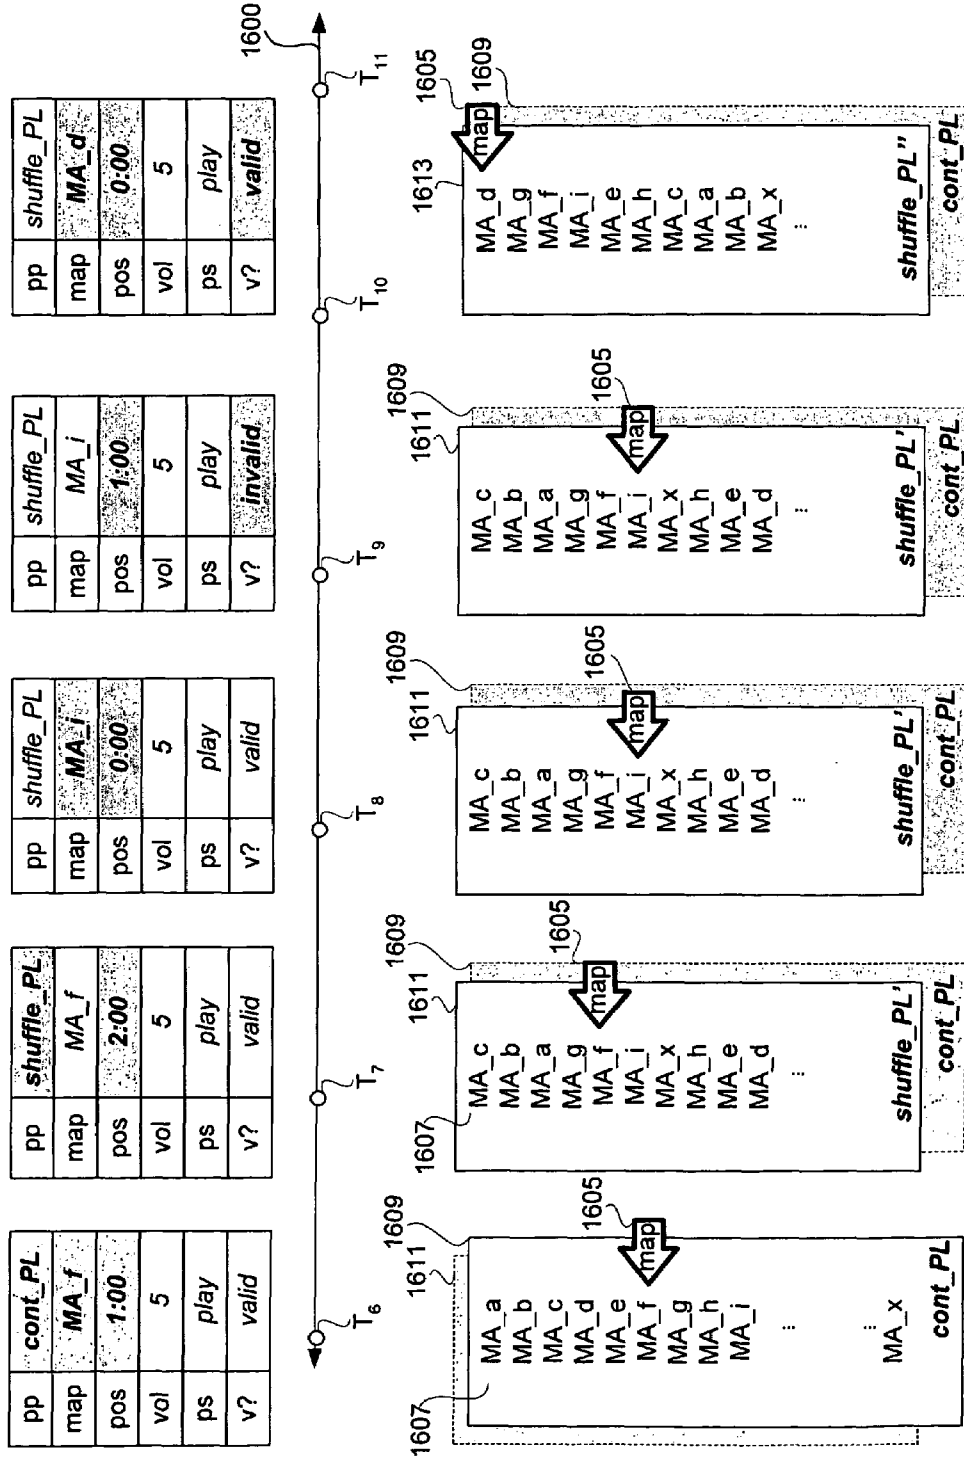 pp cont_PL
map MA_f
pos 1:00
vol 5
ps play
v? valid
pp shuffle_PL
map MA_f
pos 2:00
vol 5
ps play
v? valid
pp shuffle_PL
map MA_i
pos 0:00
vol 5
ps play
v? valid
pp shuffle_PL
map MA_i
pos 1:00
vol 5
ps play
v? invalid
pp shuffle_PL
map MA_d
pos 0:00
vol 5
ps play
v? valid
T6
T7
T8
T9
T10
T11
1600
1607
1611
1609
1605
map
MA_a
MA_b
MA_c
MA_d
MA_e
MA_f
MA_g
MA_h
MA_i
...
...
MA_x
cont_PL
1607
1611
1609
1605
map
MA_c
MA_b
MA_a
MA_g
MA_f
MA_i
MA_x
MA_h
MA_e
MA_d
...
shuffle_PL'
cont_PL
1611
1609
1605
map
MA_c
MA_b
MA_a
MA_g
MA_f
MA_i
MA_x
MA_h
MA_e
MA_d
...
shuffle_PL'
cont_PL
1611
1609
1605
map
MA_c
MA_b
MA_a
MA_g
MA_f
MA_i
MA_x
MA_h
MA_e
MA_d
...
shuffle_PL'
cont_PL
1613
1605
1609
map
MA_d
MA_g
MA_f
MA_i
MA_e
MA_h
MA_c
MA_a
MA_b
MA_x
...
shuffle_PL''
cont_PL